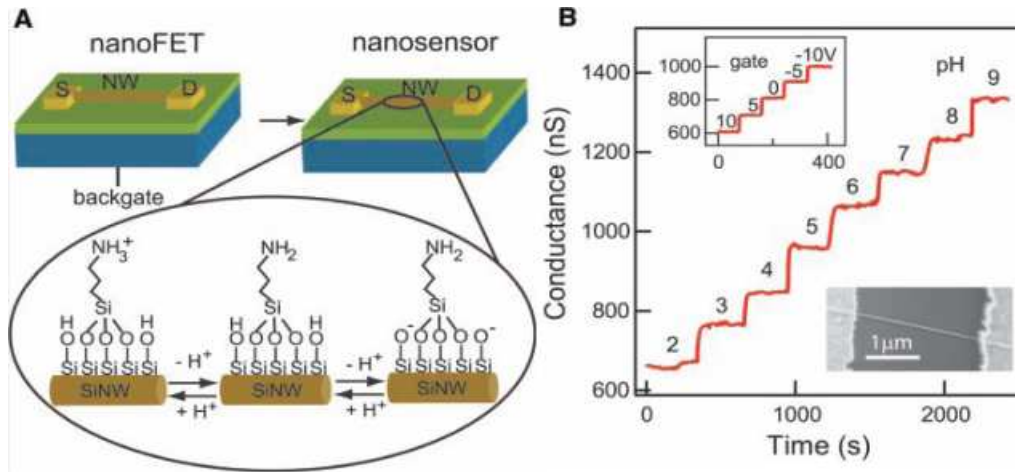 A
nanoFET
nanosensor
S NW D
S NW D
backgate
NH₃⁺ NH₂ NH₂
Si Si Si
H H H H
O O O O O O O O O O O⁻ O O O O⁻
Si Si Si Si Si Si Si Si Si Si Si Si Si Si Si
- H⁺ - H⁺
SiNW SiNW SiNW
+ H⁺ + H⁺
B
Conductance (nS)
1400
1200
1000
800
600
gate
-10V
-5
0
5
10
1000
800
600
0 200 400
pH
2
3
4
5
6
7
8
9
1µm
0 1000 2000
Time (s)